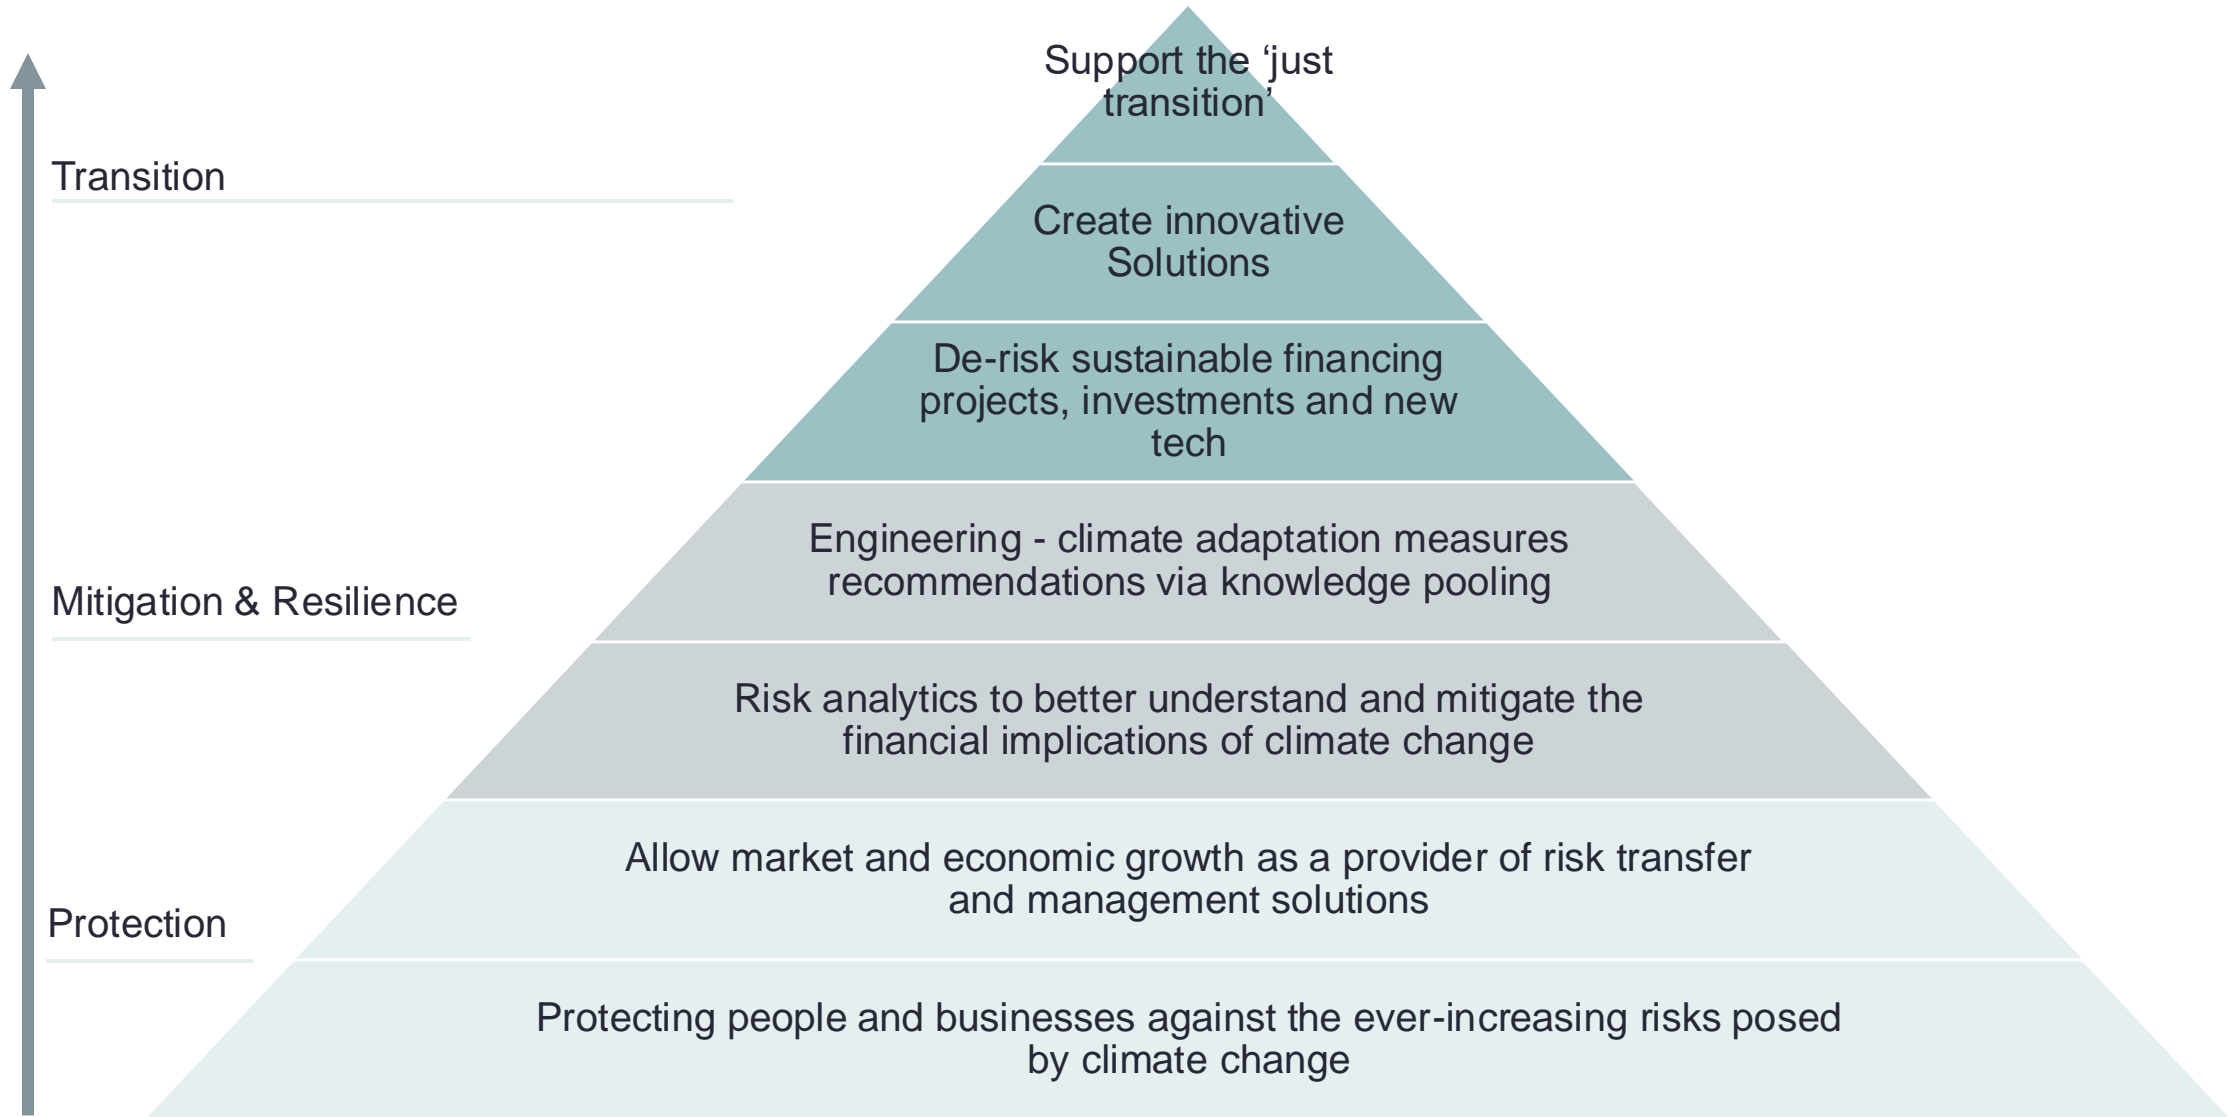 Support the ‘just
transition’
Transition
Create innovative
Solutions
De-risk sustainable financing
projects, investments and new
tech
Engineering - climate adaptation measures
recommendations via knowledge pooling
Mitigation & Resilience
Risk analytics to better understand and mitigate the
financial implications of climate change
Allow market and economic growth as a provider of risk transfer
and management solutions
Protection
Protecting people and businesses against the ever-increasing risks posed
by climate change